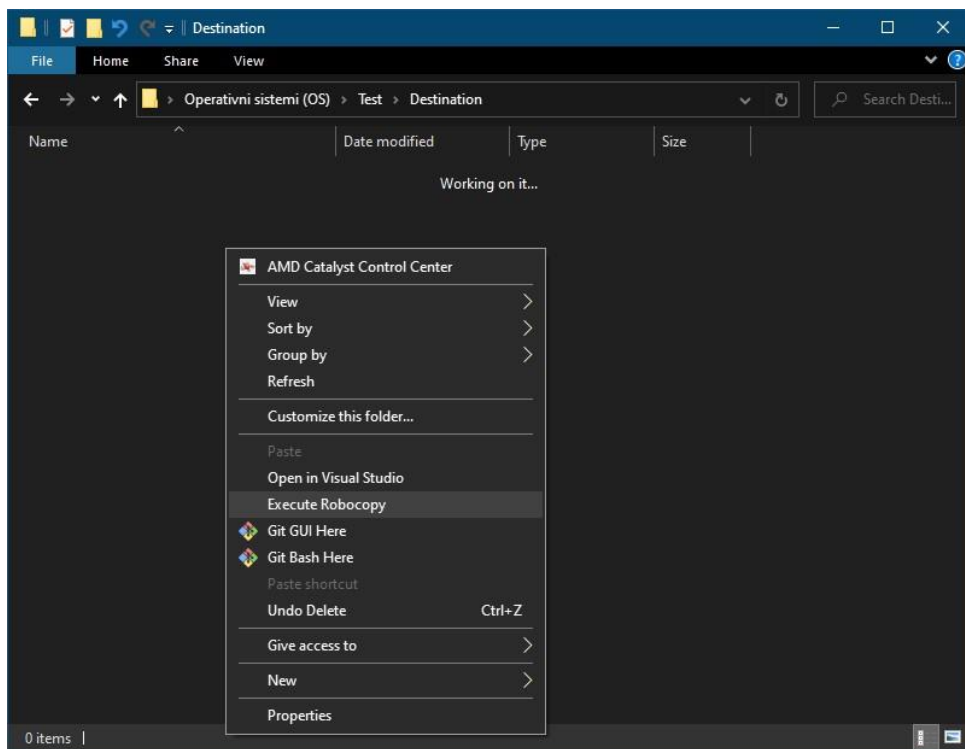 Destination
File Home Share View
Operativni sistemi (OS) > Test > Destination
Search Desti...
Name Date modified Type Size
Working on it...
AMD Catalyst Control Center
View
Sort by
Group by
Refresh
Customize this folder...
Paste
Open in Visual Studio
Execute Robocopy
Git GUI Here
Git Bash Here
Paste shortcut
Undo Delete Ctrl+Z
Give access to
New
Properties
0 items